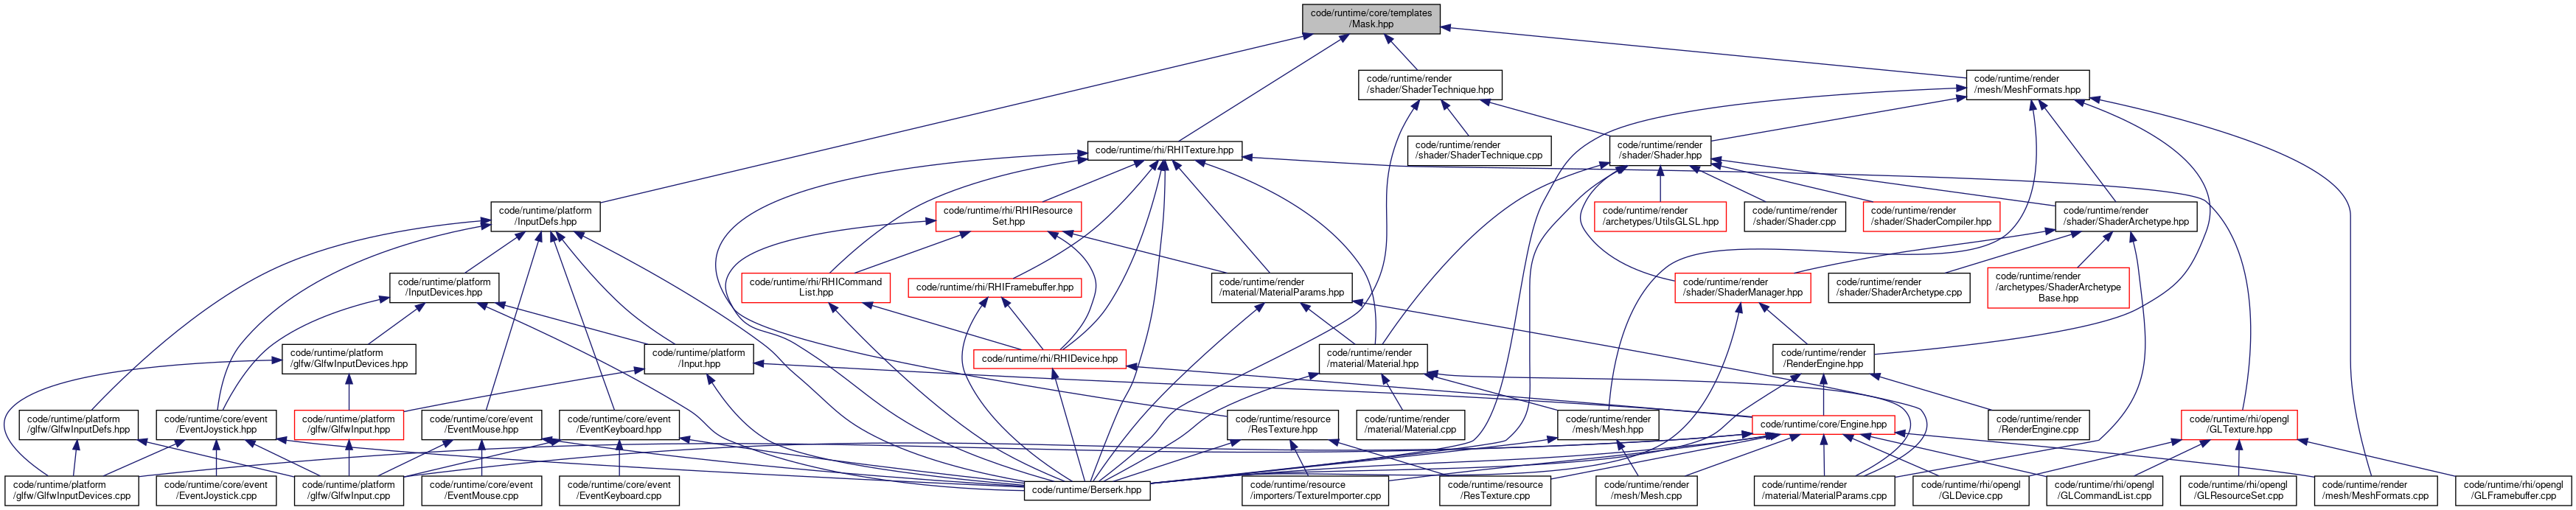 code/runtime/core/templates
/Mask.hpp
code/runtime/render
/shader/ShaderTechnique.hpp
code/runtime/render
/mesh/MeshFormats.hpp
code/runtime/rhi/RHITexture.hpp
code/runtime/render
/shader/ShaderTechnique.cpp
code/runtime/render
/shader/Shader.hpp
code/runtime/platform
/InputDefs.hpp
code/runtime/rhi/RHIResource
Set.hpp
code/runtime/render
/archetypes/UtilsGLSL.hpp
code/runtime/render
/shader/Shader.cpp
code/runtime/render
/shader/ShaderCompiler.hpp
code/runtime/render
/shader/ShaderArchetype.hpp
code/runtime/platform
/InputDevices.hpp
code/runtime/rhi/RHICommand
List.hpp
code/runtime/rhi/RHIFramebuffer.hpp
code/runtime/render
/material/MaterialParams.hpp
code/runtime/render
/shader/ShaderManager.hpp
code/runtime/render
/shader/ShaderArchetype.cpp
code/runtime/render
/archetypes/ShaderArchetype
Base.hpp
code/runtime/platform
/glfw/GlfwInputDevices.hpp
code/runtime/platform
/Input.hpp
code/runtime/rhi/RHIDevice.hpp
code/runtime/render
/material/Material.hpp
code/runtime/render
/RenderEngine.hpp
code/runtime/platform
/glfw/GlfwInputDefs.hpp
code/runtime/core/event
/EventJoystick.hpp
code/runtime/platform
/glfw/GlfwInput.hpp
code/runtime/core/event
/EventMouse.hpp
code/runtime/core/event
/EventKeyboard.hpp
code/runtime/resource
/ResTexture.hpp
code/runtime/render
/material/Material.cpp
code/runtime/render
/mesh/Mesh.hpp
code/runtime/core/Engine.hpp
code/runtime/render
/RenderEngine.cpp
code/runtime/rhi/opengl
/GLTexture.hpp
code/runtime/platform
/glfw/GlfwInputDevices.cpp
code/runtime/core/event
/EventJoystick.cpp
code/runtime/platform
/glfw/GlfwInput.cpp
code/runtime/core/event
/EventMouse.cpp
code/runtime/core/event
/EventKeyboard.cpp
code/runtime/Berserk.hpp
code/runtime/resource
/importers/TextureImporter.cpp
code/runtime/resource
/ResTexture.cpp
code/runtime/render
/mesh/Mesh.cpp
code/runtime/render
/material/MaterialParams.cpp
code/runtime/rhi/opengl
/GLDevice.cpp
code/runtime/rhi/opengl
/GLCommandList.cpp
code/runtime/rhi/opengl
/GLResourceSet.cpp
code/runtime/render
/mesh/MeshFormats.cpp
code/runtime/rhi/opengl
/GLFramebuffer.cpp